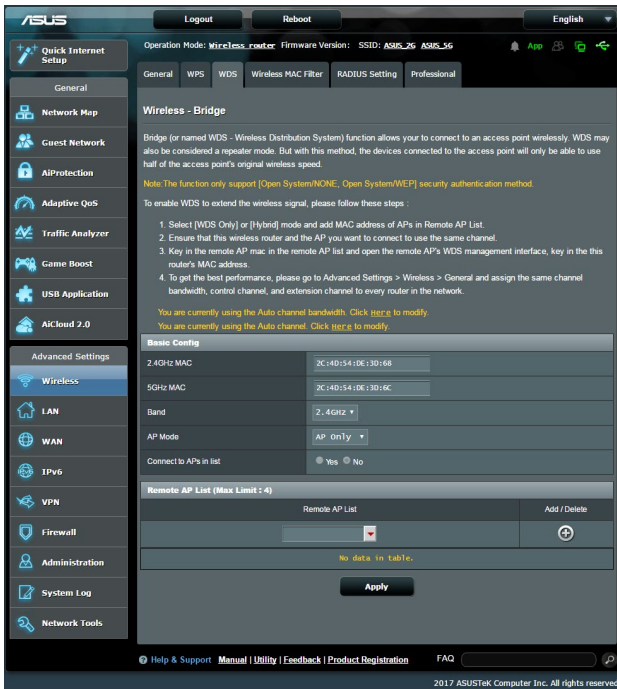 ASUS
Logout Reboot English
Quick Internet Setup
Operation Mode: Wireless router Firmware Version: SSID: ASUS_2G ASUS_5G
App
General WPS WDS Wireless MAC Filter RADIUS Setting Professional
General
Network Map
Guest Network
AiProtection
Adaptive QoS
Traffic Analyzer
Game Boost
USB Application
AiCloud 2.0
Advanced Settings
Wireless
LAN
WAN
IPv6
VPN
Firewall
Administration
System Log
Network Tools
Wireless - Bridge
Bridge (or named WDS - Wireless Distribution System) function allows your to connect to an access point wirelessly. WDS may
also be considered a repeater mode. But with this method, the devices connected to the access point will only be able to use
half of the access point's original wireless speed.
Note:The function only support [Open System/NONE, Open System/WEP] security authentication method.
To enable WDS to extend the wireless signal, please follow these steps :
1. Select [WDS Only] or [Hybrid] mode and add MAC address of APs in Remote AP List.
2. Ensure that this wireless router and the AP you want to connect to use the same channel.
3. Key in the remote AP mac in the remote AP list and open the remote AP's WDS management interface, key in the this
router's MAC address.
4. To get the best performance, please go to Advanced Settings > Wireless > General and assign the same channel
bandwidth, control channel, and extension channel to every router in the network.
You are currently using the Auto channel bandwidth. Click Here to modify.
You are currently using the Auto channel. Click Here to modify.
Basic Config
2.4GHz MAC 2C:4D:54:DE:3D:68
5GHz MAC 2C:4D:54:DE:3D:6C
Band 2.4GHz
AP Mode AP Only
Connect to APs in list Yes No
Remote AP List (Max Limit : 4)
Remote AP List Add / Delete
No data in table.
Apply
Help & Support Manual | Utility | Feedback | Product Registration FAQ
2017 ASUSTeK Computer Inc. All rights reserved